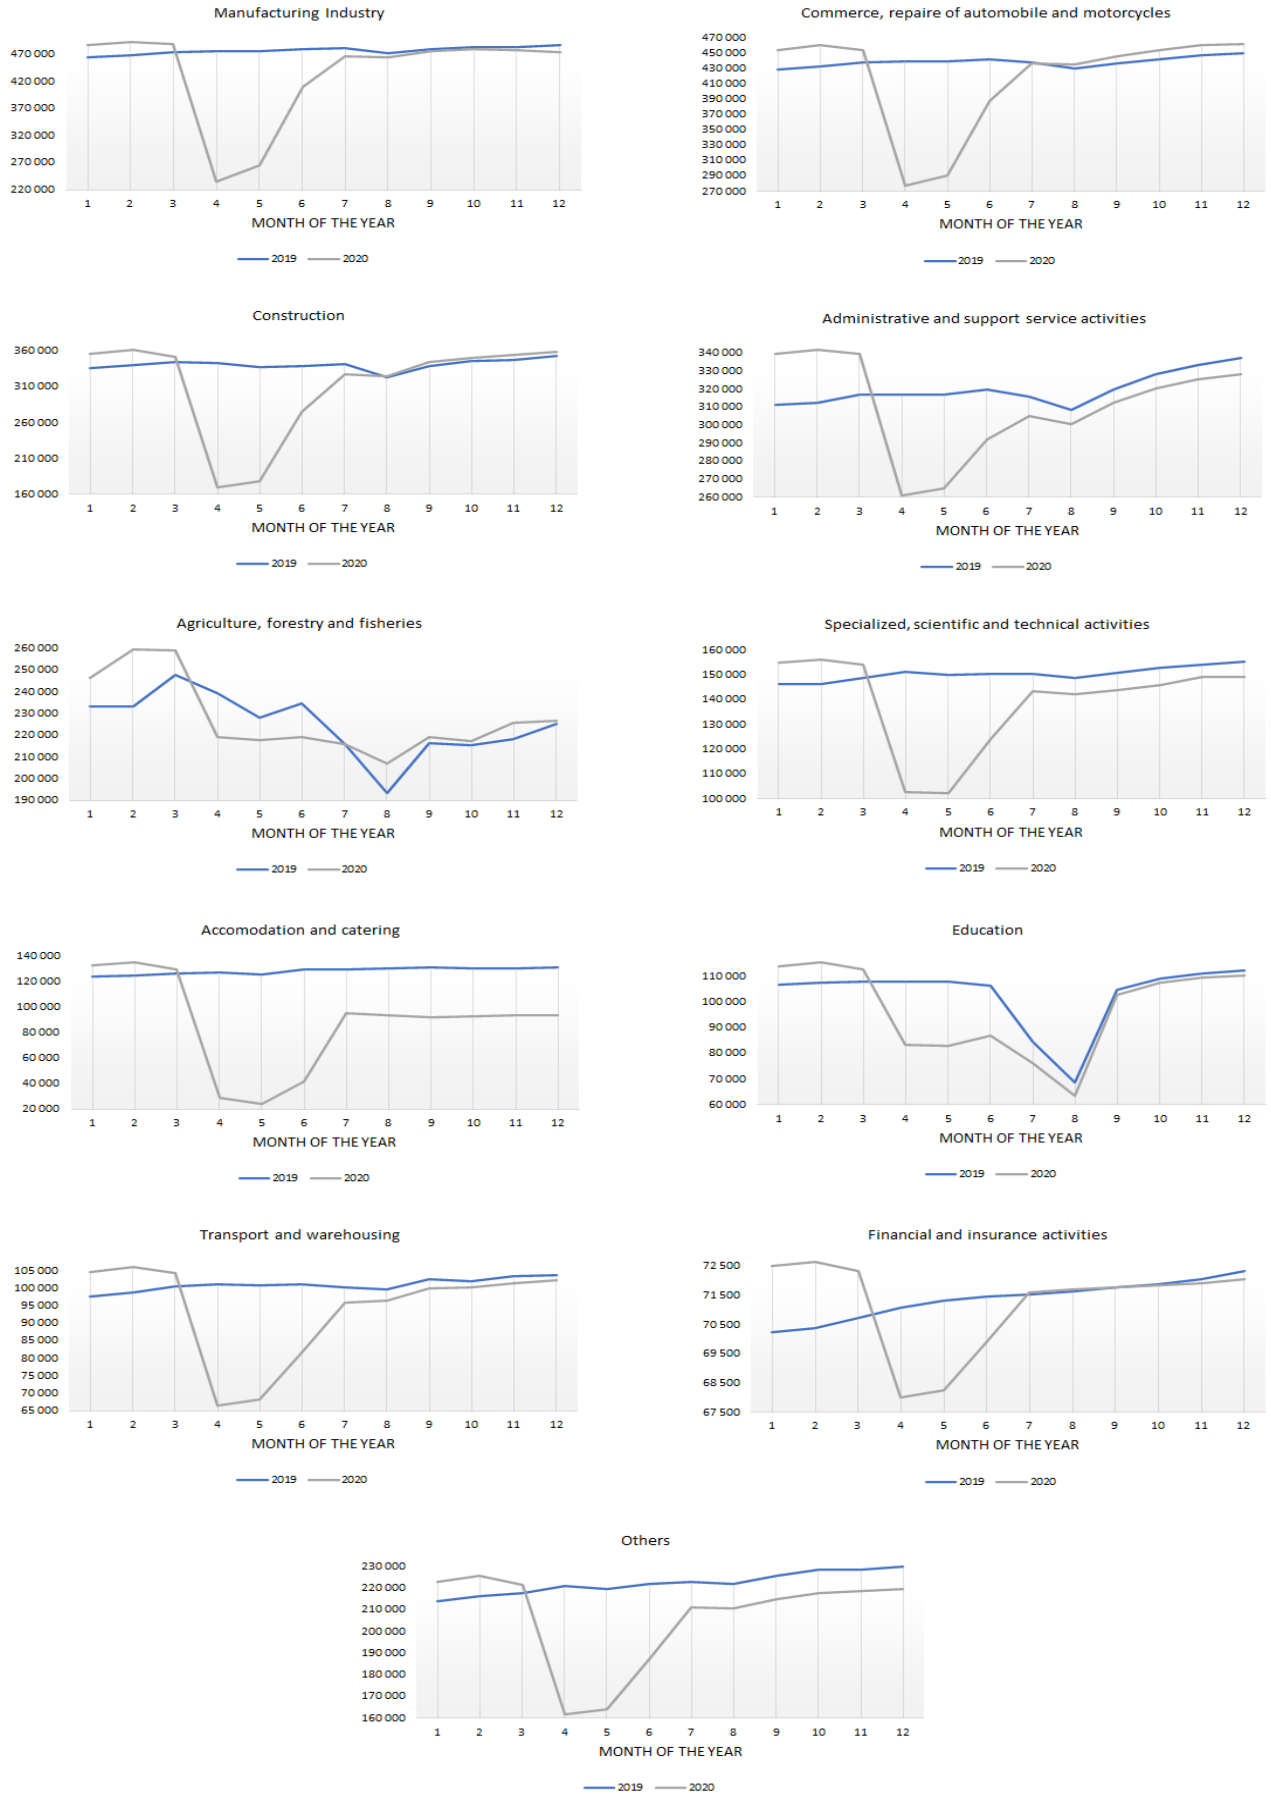 Manufacturing Industry
470 000
420 000
370 000
320 000
270 000
220 000
1 2 3 4 5 6 7 8 9 10 11 12
MONTH OF THE YEAR
2019 2020
Commerce, repaire of automobile and motorcycles
470 000
450 000
430 000
410 000
390 000
370 000
350 000
330 000
310 000
290 000
270 000
1 2 3 4 5 6 7 8 9 10 11 12
MONTH OF THE YEAR
2019 2020
Construction
360 000
310 000
260 000
210 000
160 000
1 2 3 4 5 6 7 8 9 10 11 12
MONTH OF THE YEAR
2019 2020
Administrative and support service activities
340 000
330 000
320 000
310 000
300 000
290 000
280 000
270 000
260 000
1 2 3 4 5 6 7 8 9 10 11 12
MONTH OF THE YEAR
2019 2020
Agriculture, forestry and fisheries
260 000
250 000
240 000
230 000
220 000
210 000
200 000
190 000
1 2 3 4 5 6 7 8 9 10 11 12
MONTH OF THE YEAR
2019 2020
Specialized, scientific and technical activities
160 000
150 000
140 000
130 000
120 000
110 000
100 000
1 2 3 4 5 6 7 8 9 10 11 12
MONTH OF THE YEAR
2019 2020
Accomodation and catering
140 000
120 000
100 000
80 000
60 000
40 000
20 000
1 2 3 4 5 6 7 8 9 10 11 12
MONTH OF THE YEAR
2019 2020
Education
110 000
100 000
90 000
80 000
70 000
60 000
1 2 3 4 5 6 7 8 9 10 11 12
MONTH OF THE YEAR
2019 2020
Transport and warehousing
105 000
100 000
95 000
90 000
85 000
80 000
75 000
70 000
65 000
1 2 3 4 5 6 7 8 9 10 11 12
MONTH OF THE YEAR
2019 2020
Financial and insurance activities
72 500
71 500
70 500
69 500
68 500
67 500
1 2 3 4 5 6 7 8 9 10 11 12
MONTH OF THE YEAR
2019 2020
Others
230 000
220 000
210 000
200 000
190 000
180 000
170 000
160 000
1 2 3 4 5 6 7 8 9 10 11 12
MONTH OF THE YEAR
2019 2020